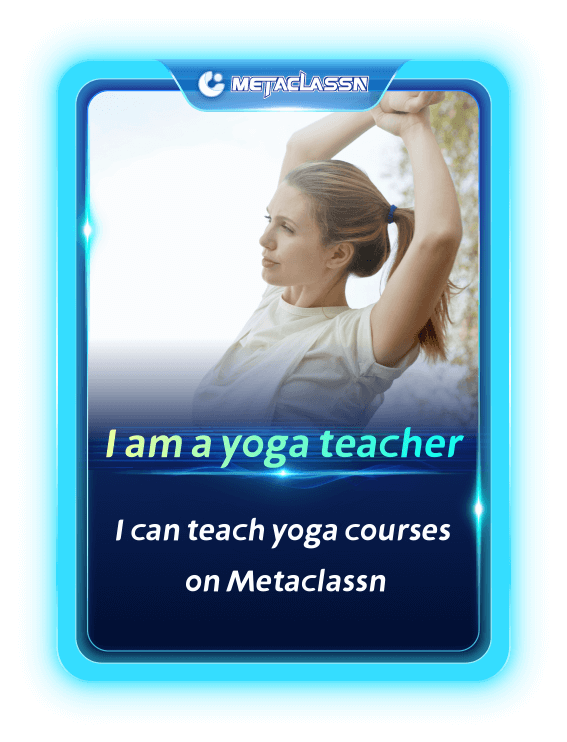 METACLASSN
I am a yoga teacher
I can teach yoga courses
on Metaclassn